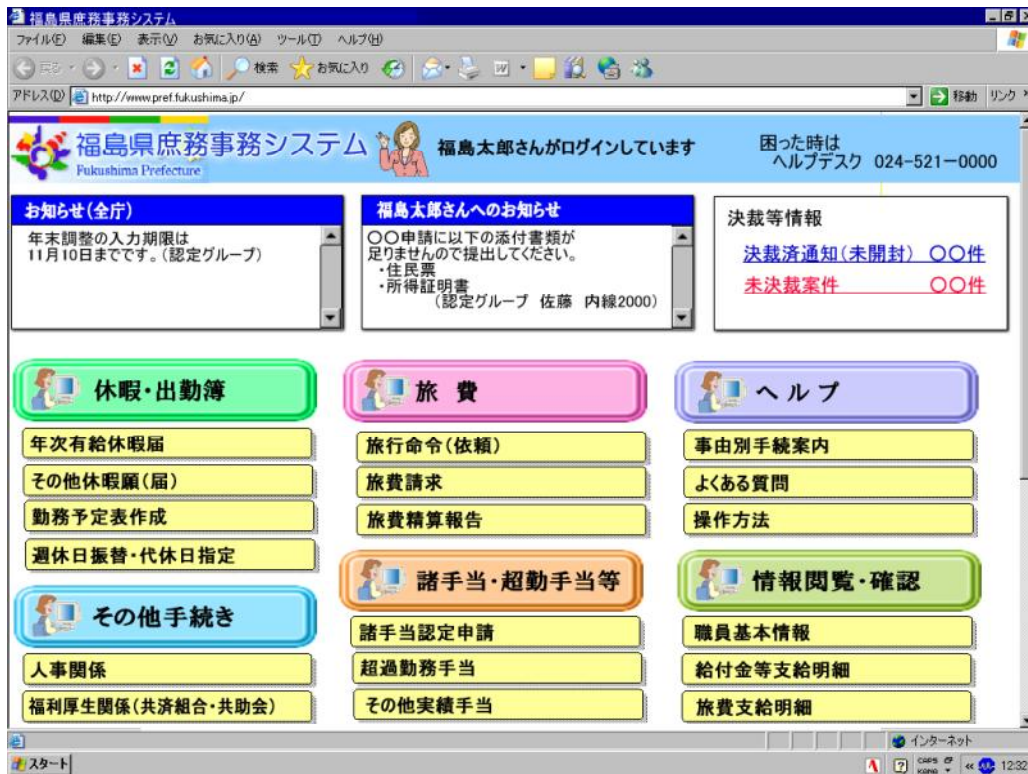 福島県庶務事務システム
ファイル(F) 編集(E) 表示(V) お気に入り(A) ツール(T) ヘルプ(H)
戻る 検索 お気に入り
アドレス(D) http://www.pref.fukushima.jp/ 移動 リンク
福島県庶務事務システム
Fukushima Prefecture
福島太郎さんがログインしています
困った時は
ヘルプデスク 024-521-0000
お知らせ(全庁)
年末調整の入力期限は
11月10日までです。(認定グループ)
福島太郎さんへのお知らせ
〇〇申請に以下の添付書類が
足りませんので提出してください。
・住民票
・所得証明書
(認定グループ 佐藤 内線2000)
決裁等情報
決裁済通知(未開封) 〇〇件
未決裁案件 〇〇件
休暇・出勤簿
年次有給休暇届
その他休暇願(届)
勤務予定表作成
週休日振替・代休日指定
その他手続き
人事関係
福利厚生関係(共済組合・共助会)
旅 費
旅行命令(依頼)
旅費請求
旅費精算報告
諸手当・超勤手当等
諸手当認定申請
超過勤務手当
その他実績手当
ヘルプ
事由別手続案内
よくある質問
操作方法
情報閲覧・確認
職員基本情報
給付金等支給明細
旅費支給明細
インターネット
スタート
A ? CAPS KANA « 12:32